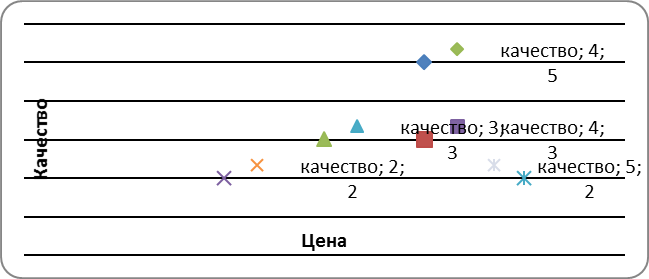 качество; 4;
5
качество; 3;
3
качество; 4;
3
качество; 2;
2
качество; 5;
2
Качество
Цена